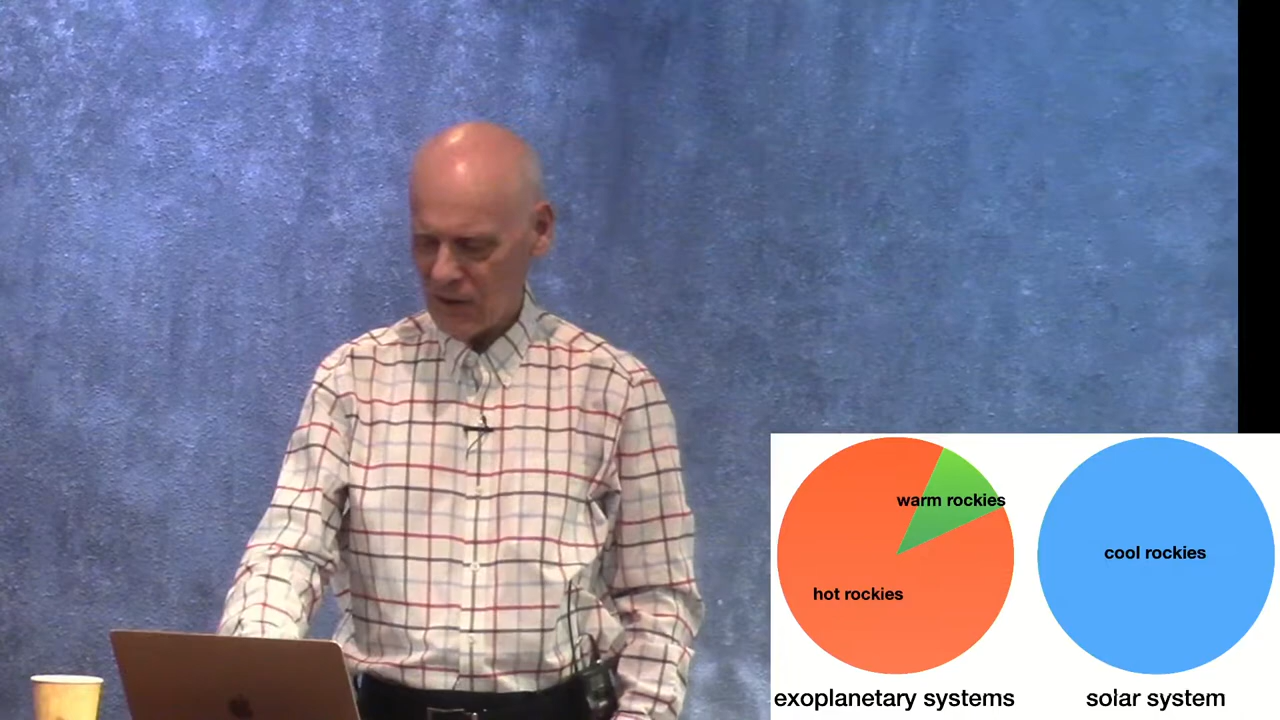 warm rockies
cool rockies
hot rockies
exoplanetary systems
solar system